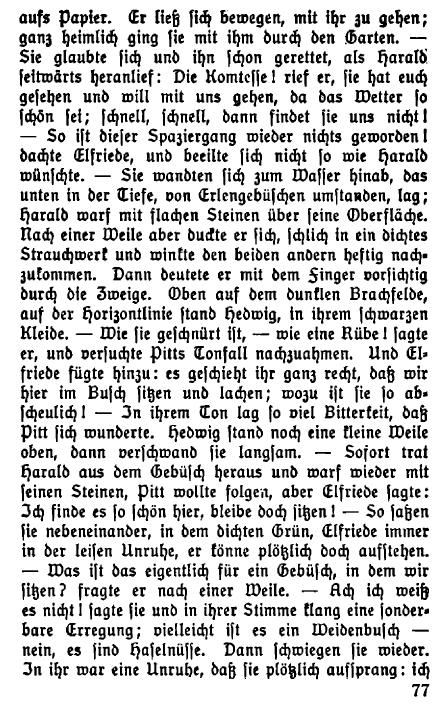 aufs Papier. Er ließ sich bewegen, mit ihr zu gehen;
ganz heimlich ging sie mit ihm durch den Garten. —
Sie glaubte sich und ihn schon gerettet, als Harald
seitwärts heranlief: Die Komtesse! rief er, sie hat euch
gesehen und will mit uns gehen, da das Wetter so
schön sei; schnell, schnell, dann findet sie uns nicht!
— So ist dieser Spaziergang wieder nichts geworden!
dachte Elfriede, und beeilte sich nicht so wie Harald
wünschte. — Sie wandten sich zum Wasser hinab, das
unten in der Tiefe, von Erlengebüschen umstanden, lag;
Harald warf mit flachen Steinen über seine Oberfläche.
Nach einer Weile aber duckte er sich, schlich in ein dichtes
Strauchwerk und winkte den beiden andern heftig nach-
zukommen. Dann deutete er mit dem Finger vorsichtig
durch die Zweige. Oben auf dem dunklen Brachfelde,
auf der Horizontlinie stand Hedwig, in ihrem schwarzen
Kleide. — Wie sie geschnürt ist, — wie eine Rübe! sagte
er, und versuchte Pitts Tonfall nachzuahmen. Und El-
friede fügte hinzu: es geschieht ihr ganz recht, daß wir
hier im Busch sitzen und lachen; wozu ist sie so ab-
scheulich! — In ihrem Ton lag so viel Bitterkeit, daß
Pitt sich wunderte. Hedwig stand noch eine kleine Weile
oben, dann verschwand sie langsam. — Sofort trat
Harald aus dem Gebüsch heraus und warf wieder mit
seinen Steinen, Pitt wollte folgen, aber Elfriede sagte:
Ich finde es so schön hier, bleibe doch sitzen! — So saßen
sie nebeneinander, in dem dichten Grün, Elfriede immer
in der leisen Unruhe, er könne plötzlich doch aufstehen.
— Was ist das eigentlich für ein Gebüsch, in dem wir
sitzen? fragte er nach einer Weile. — Ach ich weiß
es nicht! sagte sie und in ihrer Stimme klang eine sonder-
bare Erregung; vielleicht ist es ein Weidenbusch —
nein, es sind Haselnüsse. Dann schwiegen sie wieder.
In ihr war eine Unruhe, daß sie plötzlich aufsprang: ich
77